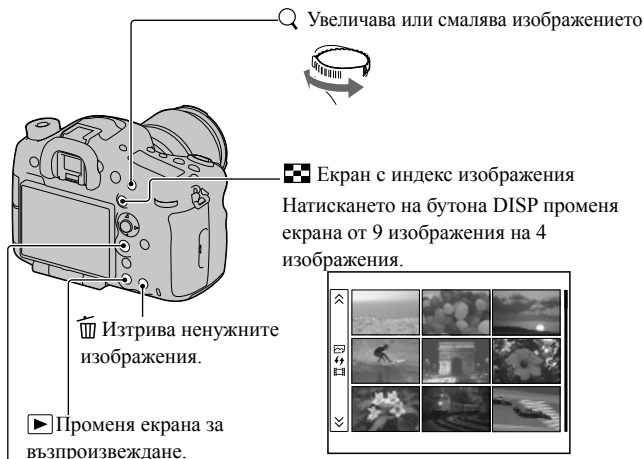 Увеличава или смалява изображението
Екран с индекс изображения
Натискането на бутона DISP променя
екрана от 9 изображения на 4
изображения.
Изтрива ненужните
изображения.
Променя екрана за
възпроизвеждане.